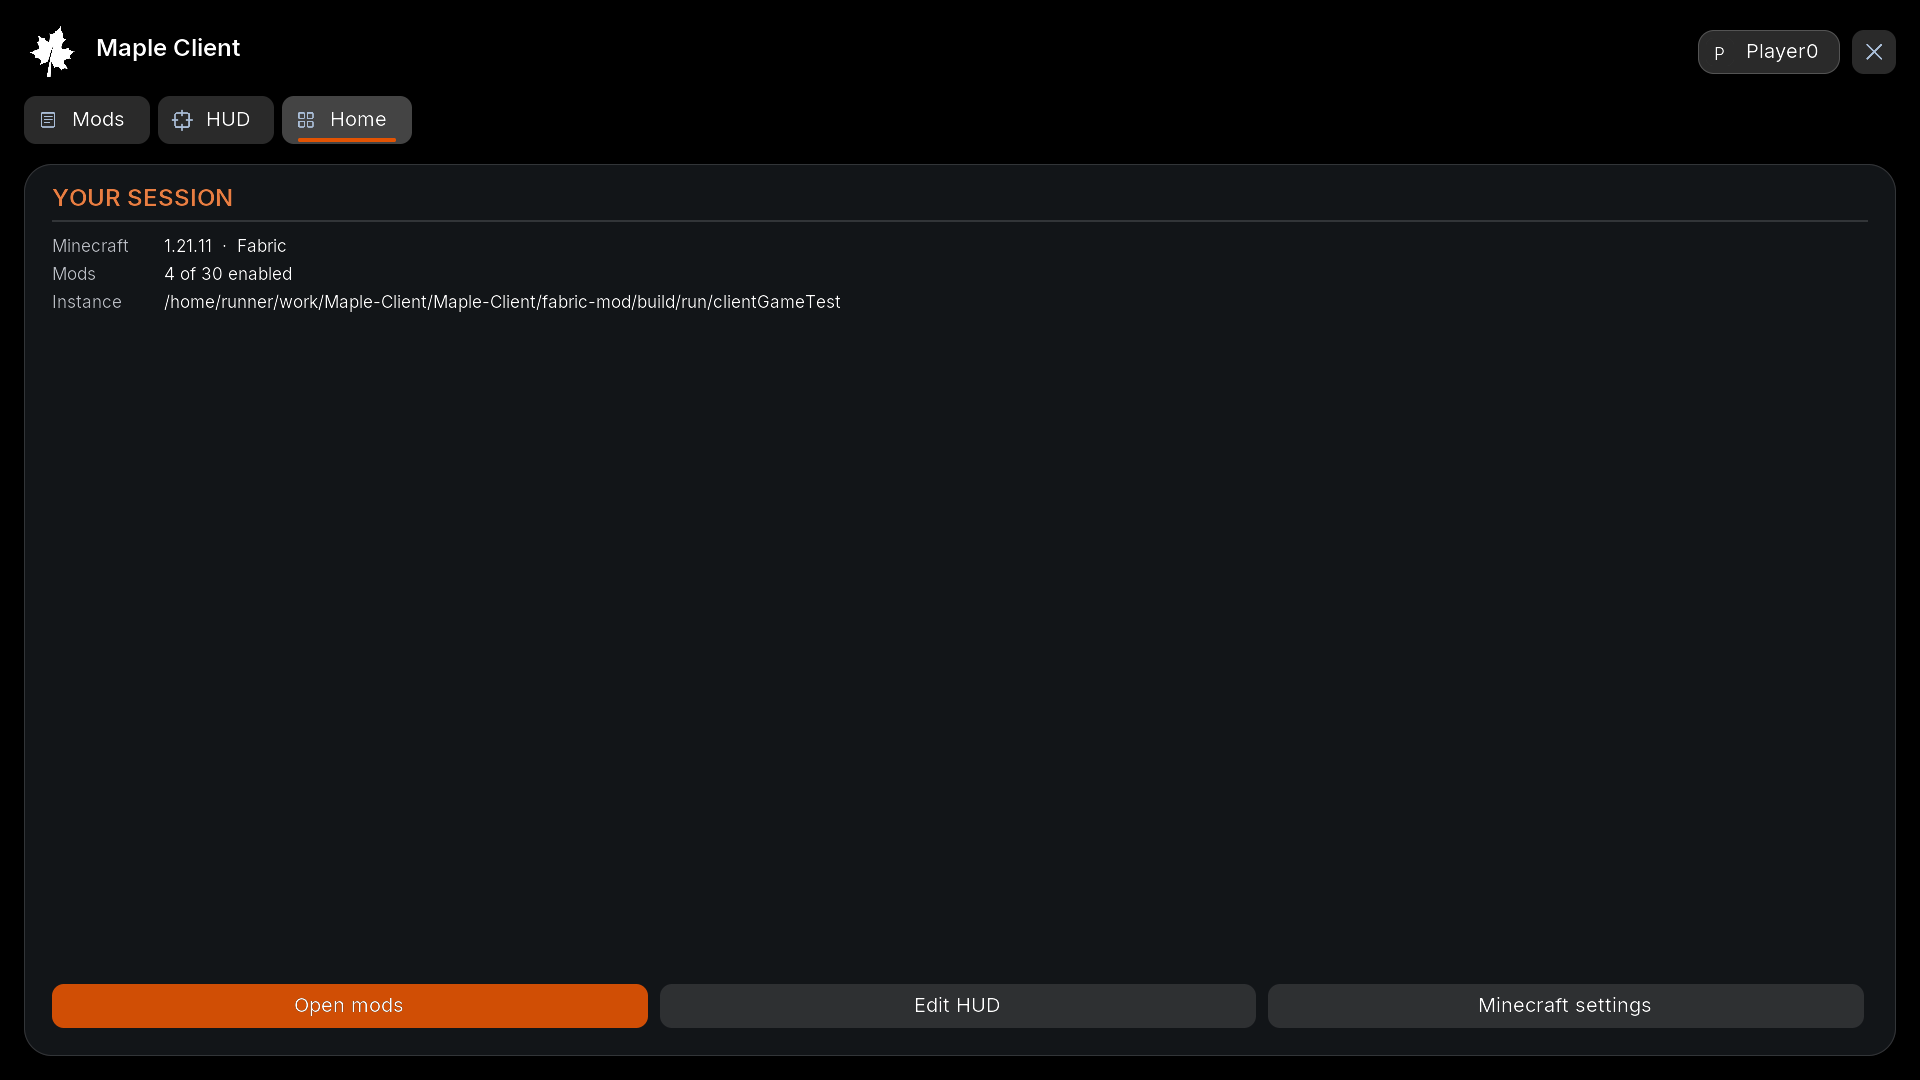 Maple Client
P Player0
Mods HUD Home
YOUR SESSION
Minecraft 1.21.11 · Fabric
Mods 4 of 30 enabled
Instance /home/runner/work/Maple-Client/Maple-Client/fabric-mod/build/run/clientGameTest
Open mods Edit HUD Minecraft settings